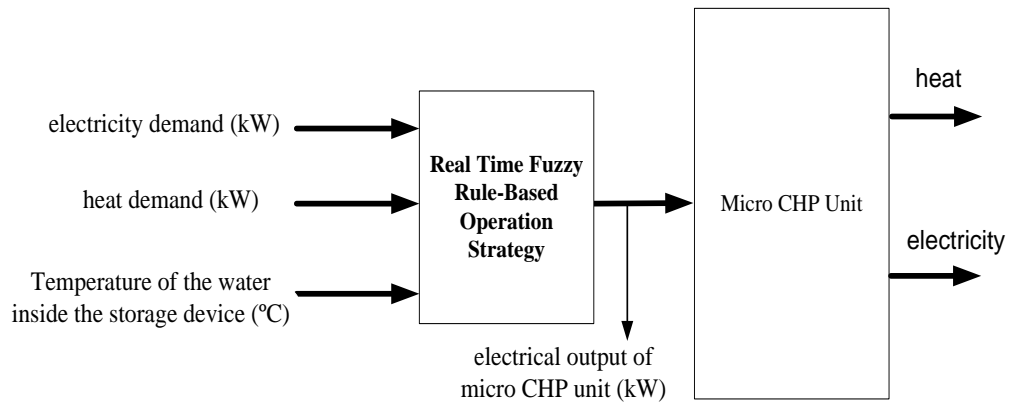 electricity demand (kW)
heat demand (kW)
Temperature of the water
inside the storage device (ºC)
Real Time Fuzzy
Rule-Based
Operation
Strategy
electrical output of
micro CHP unit (kW)
Micro CHP Unit
heat
electricity